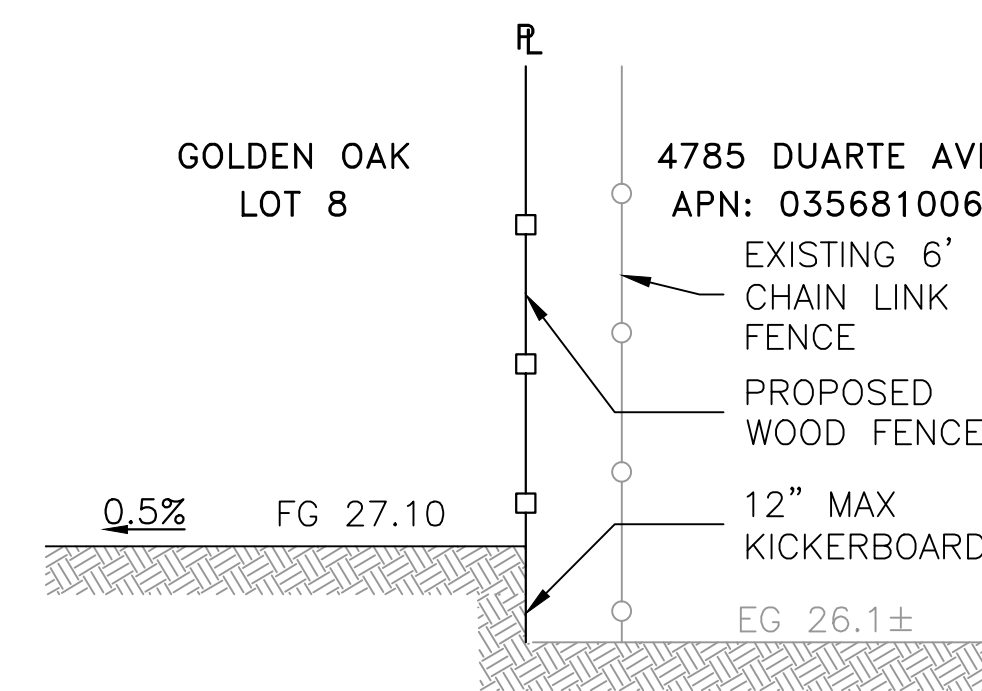 PL
GOLDEN OAK
LOT 8
4785 DUARTE
APN: 035681006
EXISTING 6'
CHAIN LINK
FENCE
PROPOSED
WOOD FENCE
12” MAX
KICKERBOARD
0.5%
FG 27.10
EG 26.1±